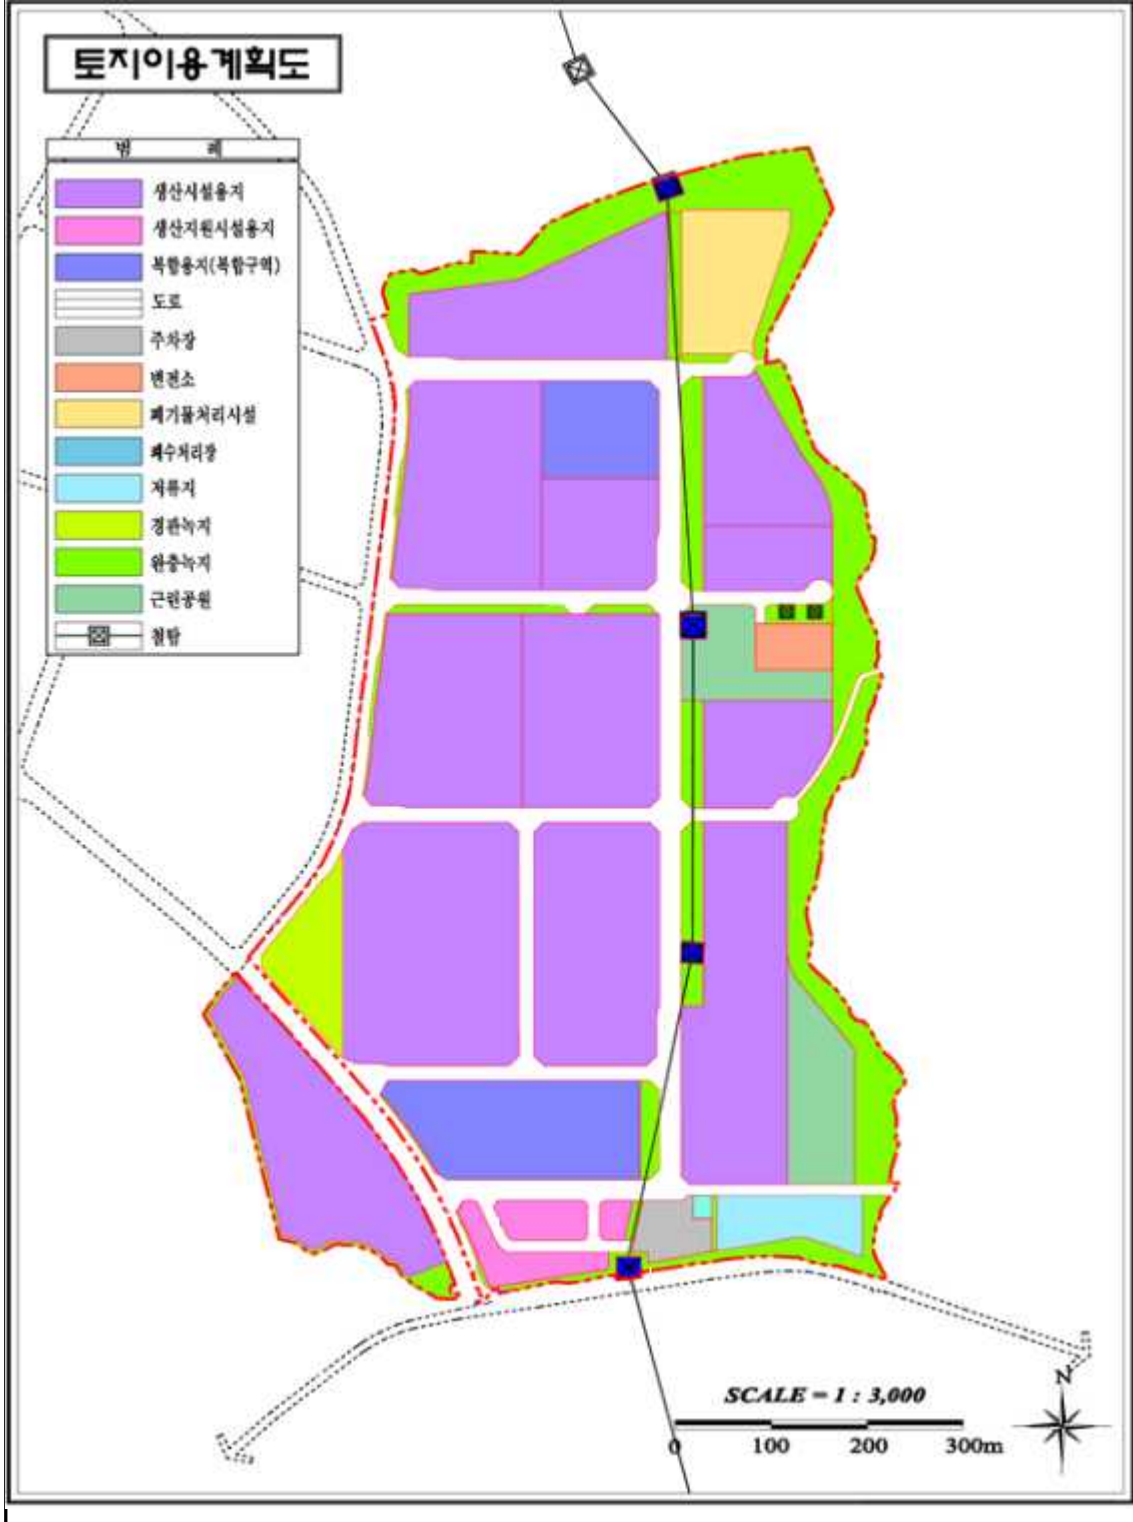 토지이용계획도
범 례
생산시설용지
생산지원시설용지
복합용지(복합구역)
도로
주차장
변전소
폐기물처리시설
폐수처리장
저류지
경관녹지
완충녹지
근린공원
철탑
SCALE = 1 : 3,000
0 100 200 300m
N